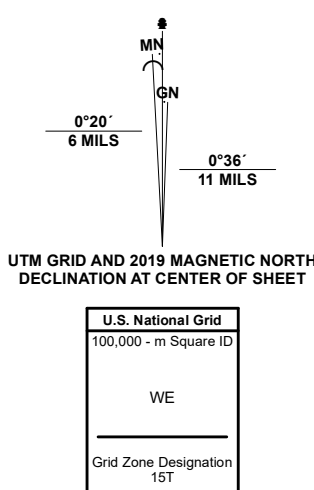 MN
GN
0°20´
6 MILS
0°36´
11 MILS
UTM GRID AND 2019 MAGNETIC NORTH
DECLINATION AT CENTER OF SHEET
U.S. National Grid
100,000 - m Square ID
WE
Grid Zone Designation
15T